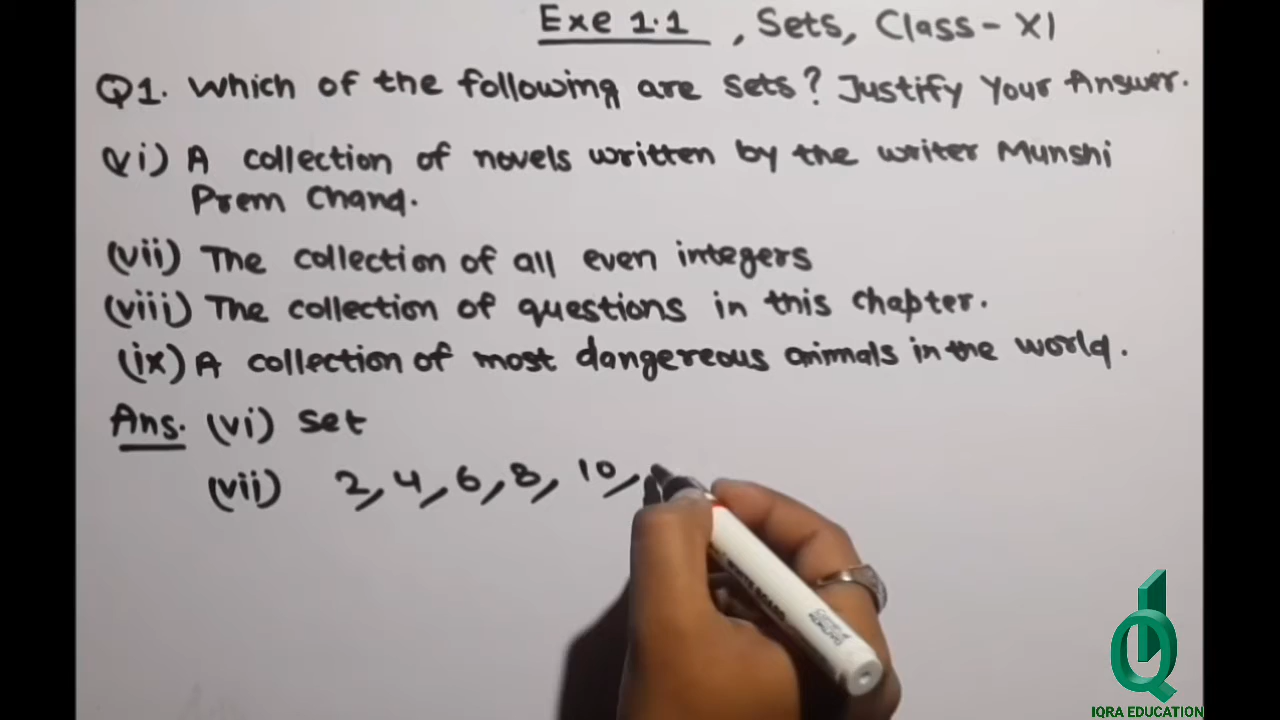 Exe 1.1 , Sets, Class - XI
Q1. Which of the following are sets? Justify Your Answer.
(vi) A collection of novels written by the writer Munshi
Prem Chand.
(vii) The collection of all even integers
(viii) The collection of questions in this chapter.
(ix) A collection of most dangereous animals in the world.
Ans. (vi) Set
(vii) 2, 4, 6, 8, 10,
IQRA EDUCATION